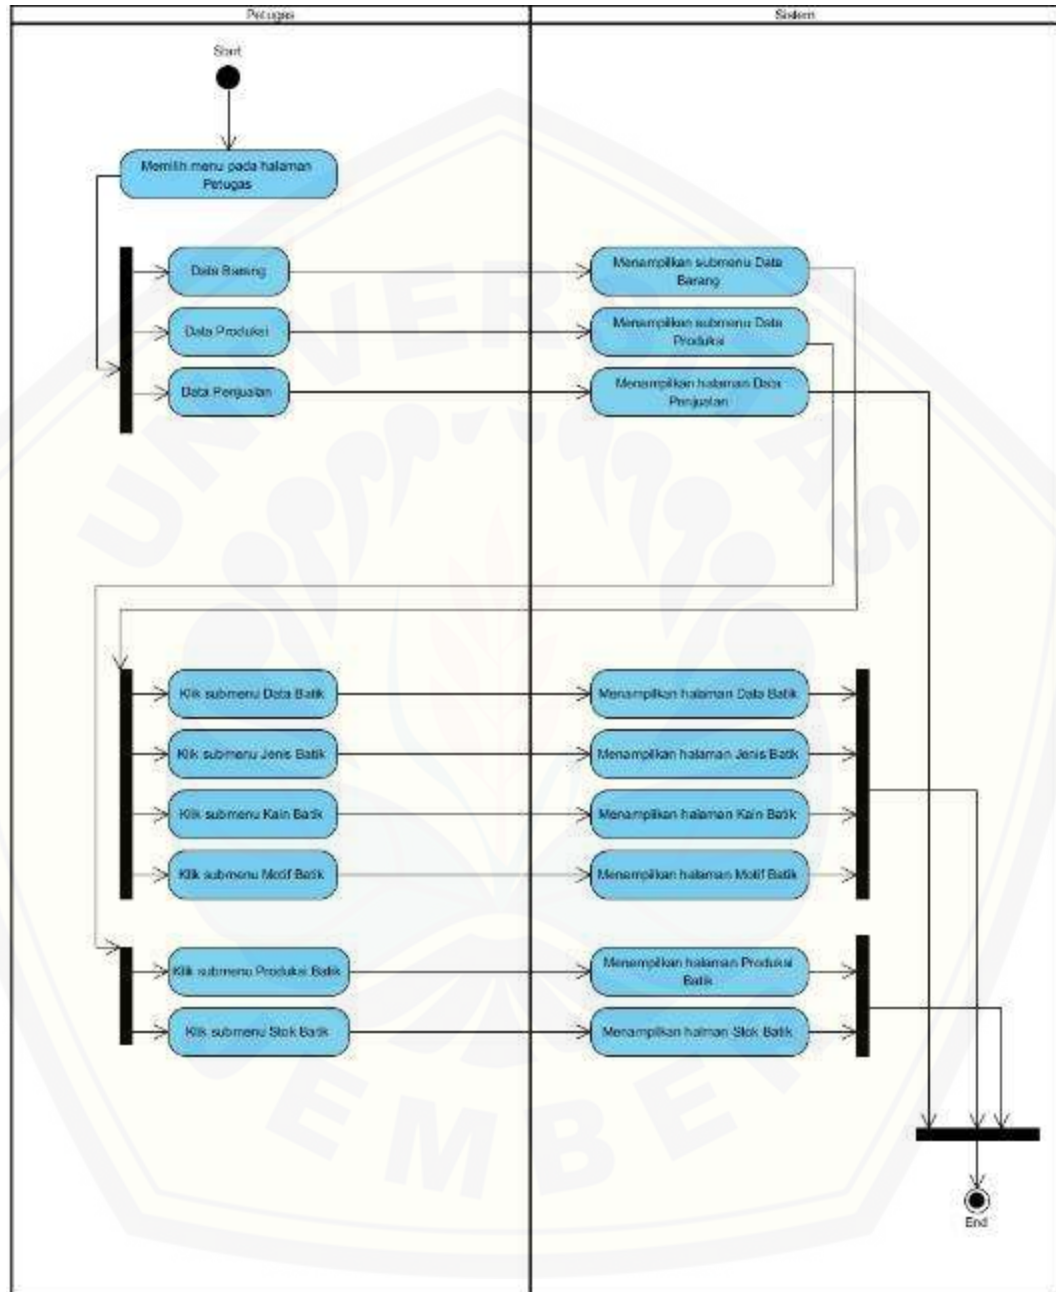 Petugas
Sistem
Start
Memilih menu pada halaman
Petugas
Data Barang
Menampilkan submenu Data
Barang
Data Produksi
Menampilkan submenu Data
Produksi
Data Penjualan
Menampilkan halaman Data
Penjualan
Klik submenu Data Batik
Menampilkan halaman Data Batik
Klik submenu Jenis Batik
Menampilkan halaman Jenis Batik
Klik submenu Kain Batik
Menampilkan halaman Kain Batik
Klik submenu Motif Batik
Menampilkan halaman Motif Batik
Klik submenu Produksi Batik
Menampilkan halaman Produksi
Batik
Klik submenu Stok Batik
Menampilkan halman Stok Batik
End
UNIVERSITAS
JEMBER